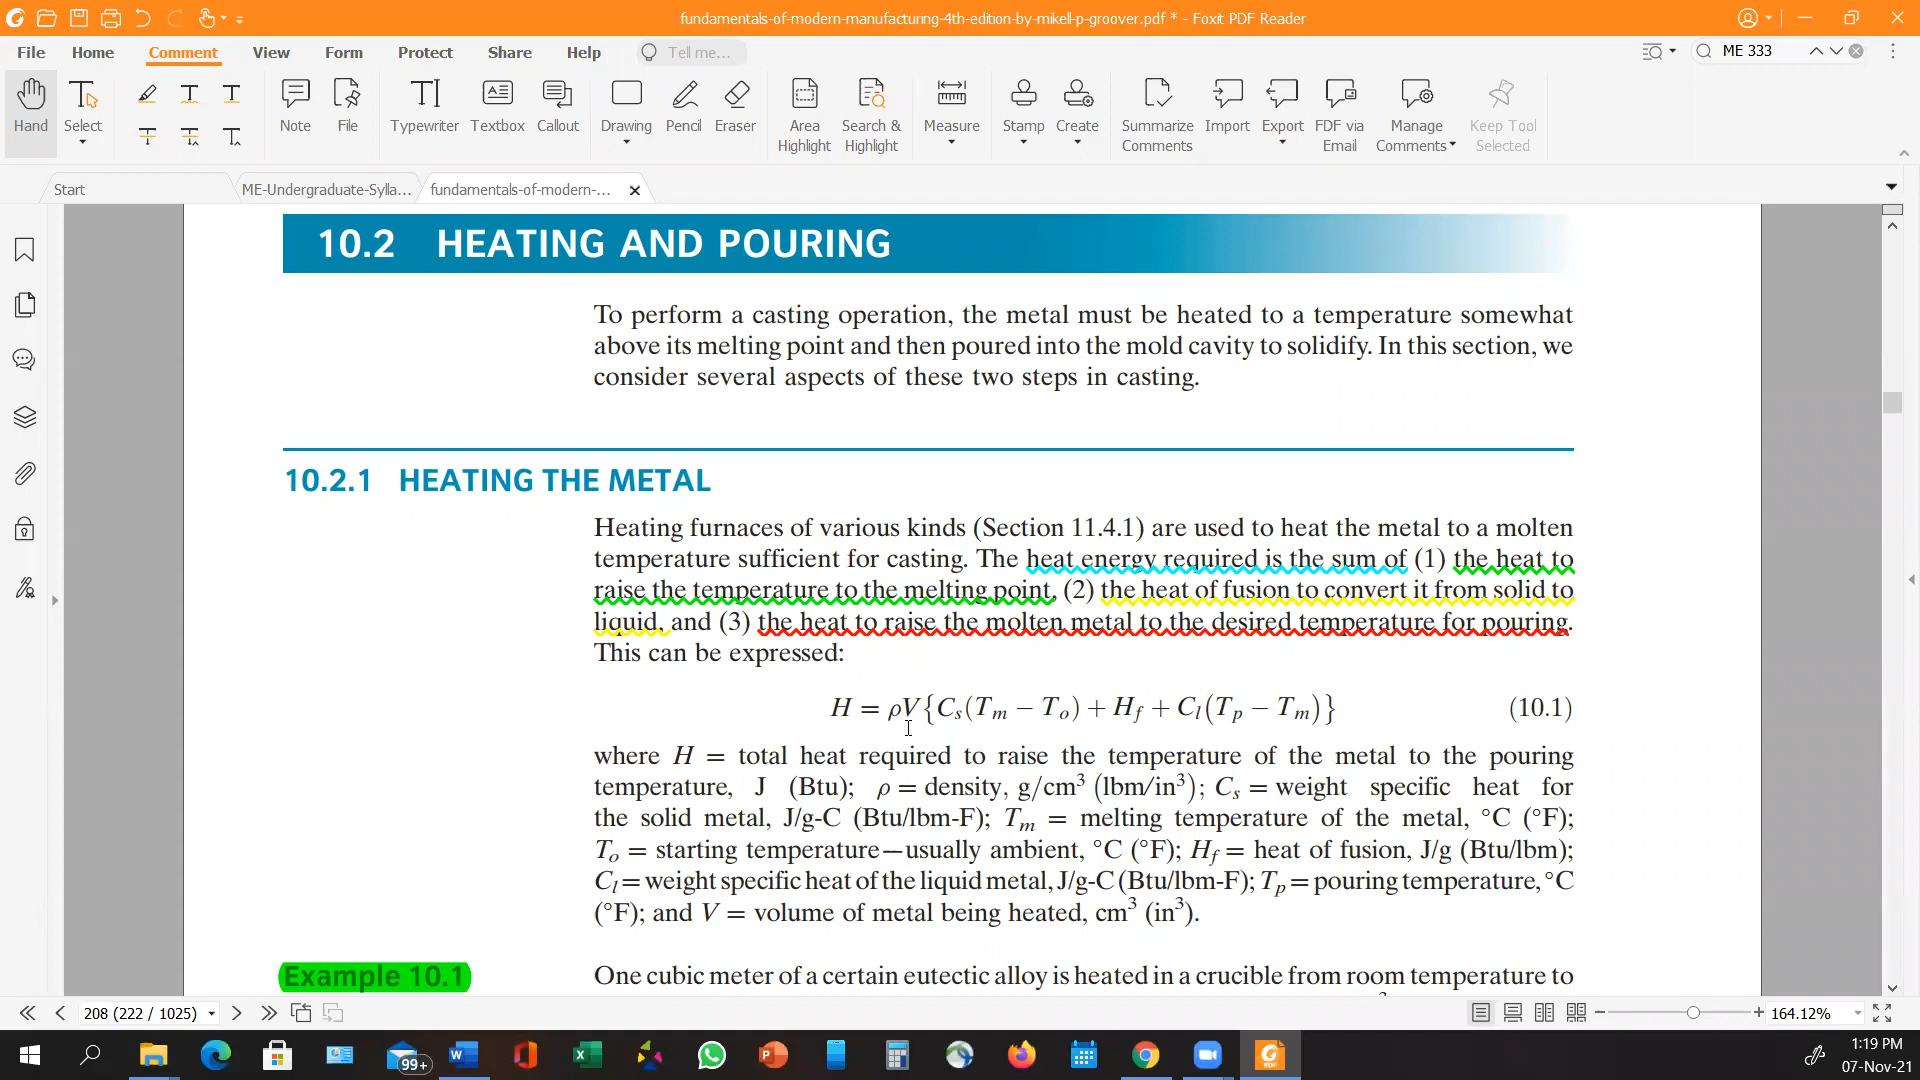 fundamentals-of-modern-manufacturing-4th-edition-by-mikell-p-groover.pdf * - Foxit PDF Reader
File Home Comment View Form Protect Share Help Tell me... ME 333
Hand Select Note File Typewriter Textbox Callout Drawing Pencil Eraser Area Highlight Search & Highlight Measure Stamp Create Summarize Comments Import Export FDF via Email Manage Comments Keep Tool Selected
Start ME-Undergraduate-Sylla... fundamentals-of-modern-...
10.2 HEATING AND POURING
To perform a casting operation, the metal must be heated to a temperature somewhat
above its melting point and then poured into the mold cavity to solidify. In this section, we
consider several aspects of these two steps in casting.
10.2.1 HEATING THE METAL
Heating furnaces of various kinds (Section 11.4.1) are used to heat the metal to a molten
temperature sufficient for casting. The heat energy required is the sum of (1) the heat to
raise the temperature to the melting point, (2) the heat of fusion to convert it from solid to
liquid, and (3) the heat to raise the molten metal to the desired temperature for pouring.
This can be expressed:
H = ρV{Cs(Tm − To) + Hf + Cl(Tp − Tm)} (10.1)
where H = total heat required to raise the temperature of the metal to the pouring
temperature, J (Btu); ρ = density, g/cm³ (lbm/in³); Cs = weight specific heat for
the solid metal, J/g-C (Btu/lbm-F); Tm = melting temperature of the metal, °C (°F);
To = starting temperature—usually ambient, °C (°F); Hf = heat of fusion, J/g (Btu/lbm);
Cl = weight specific heat of the liquid metal, J/g-C (Btu/lbm-F); Tp = pouring temperature, °C
(°F); and V = volume of metal being heated, cm³ (in³).
Example 10.1 One cubic meter of a certain eutectic alloy is heated in a crucible from room temperature to
208 (222 / 1025) 164.12%
99+ 1:19 PM
07-Nov-21